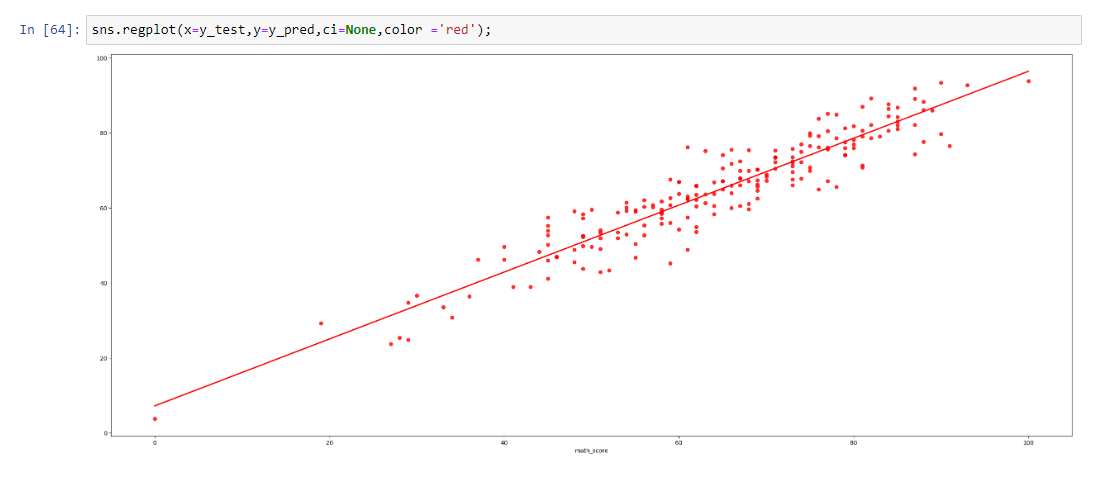 In [64]: sns.regplot(x=y_test,y=y_pred,ci=None,color ='red');
100
80
60
40
20
0
0 20 40 60 80 100
math_score